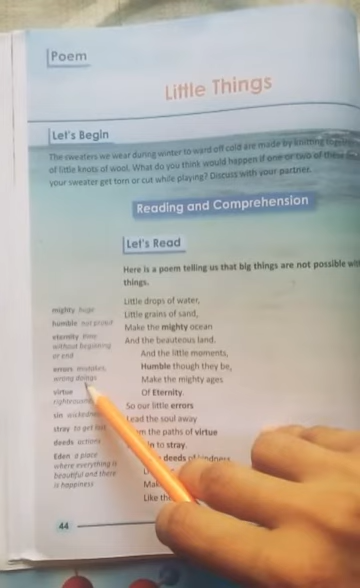 Poem
Little Things
Let's Begin
The sweaters we wear during winter to ward off cold are made by knitting
of little knots of wool. What do you think would happen if one or two of these
your sweater get torn or cut while playing? Discuss with your partner.
Reading and Comprehension
Let's Read
Here is a poem telling us that big things are not possible
things.
Little drops of water,
Little grains of sand,
Make the mighty ocean
And the beauteous land.
And the little moments,
Humble though they be,
Make the mighty ages
Of Eternity.
So our little errors
Lead the soul away
the paths of virtue
to stray.
deeds
Like
mighty huge
humble not proud
eternity time
without beginning
or end
errors mistakes,
wrong doings
virtue
sin
stray to get
deeds actions
Eden a place
where everything is
beautiful and there
is happiness
44